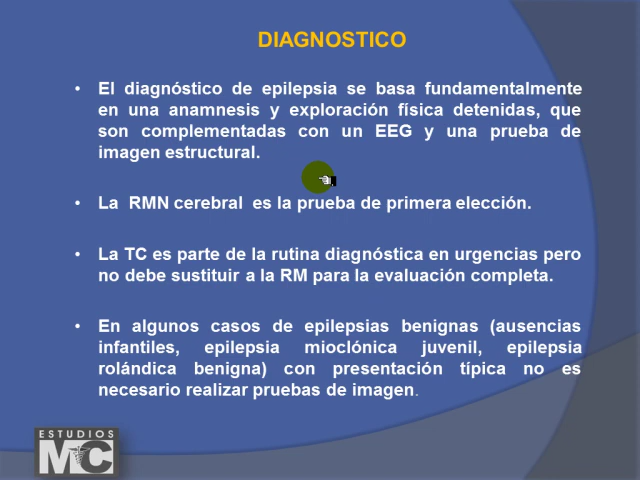 DIAGNOSTICO
• El diagnóstico de epilepsia se basa fundamentalmente
en una anamnesis y exploración física detenidas, que
son complementadas con un EEG y una prueba de
imagen estructural.
• La RMN cerebral es la prueba de primera elección.
• La TC es parte de la rutina diagnóstica en urgencias pero
no debe sustituir a la RM para la evaluación completa.
• En algunos casos de epilepsias benignas (ausencias
infantiles, epilepsia mioclónica juvenil, epilepsia
rolándica benigna) con presentación típica no es
necesario realizar pruebas de imagen.
ESTUDIOS
MC